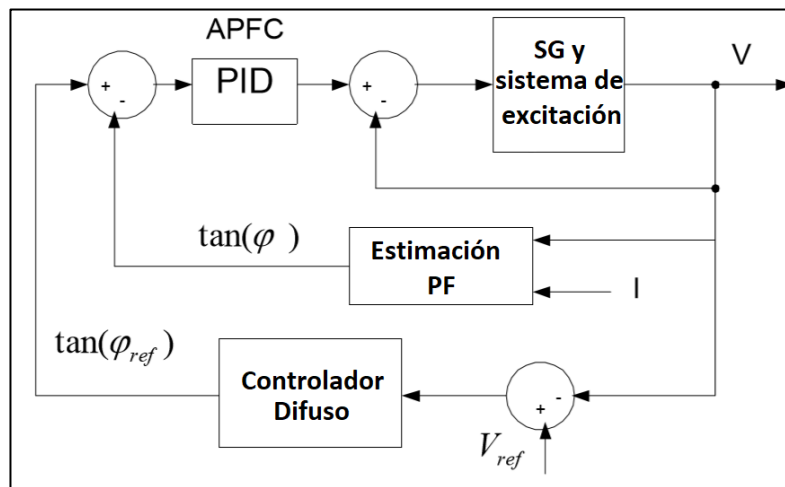 APFC
PID
SG y
sistema de
excitación
V
+
-
+
-
tan(φ )
Estimación
PF
I
tan(φref)
Controlador
Difuso
-
+
Vref